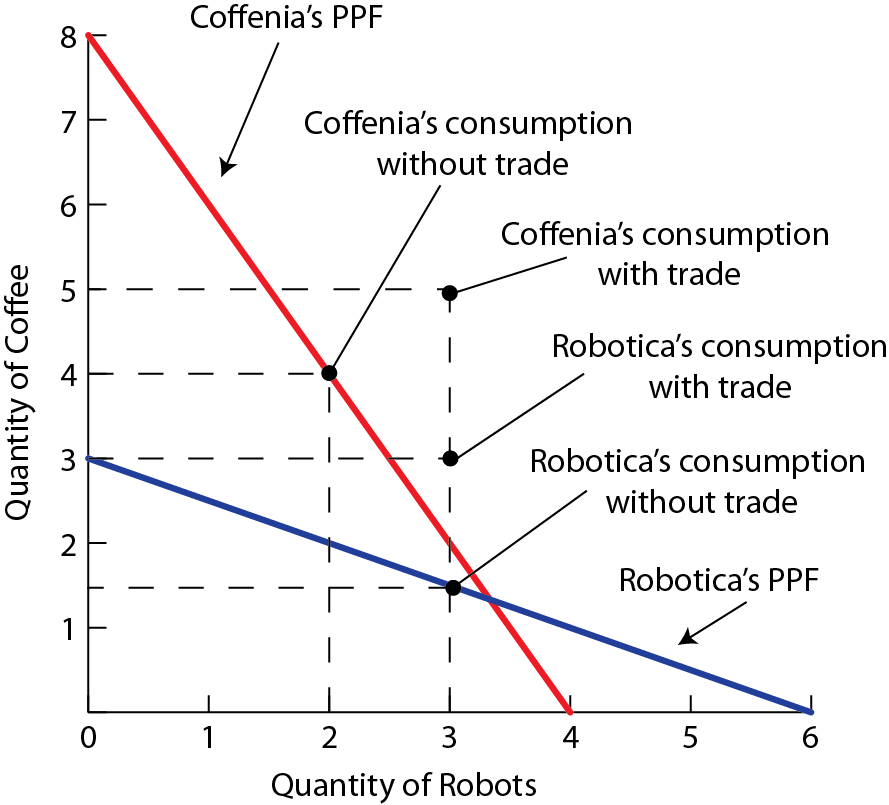 Coffenia's PPF
Coffenia's consumption
without trade
Coffenia's consumption
with trade
Robotica's consumption
with trade
Robotica's consumption
without trade
Robotica's PPF
Quantity of Coffee
8
7
6
5
4
3
2
1
0 1 2 3 4 5 6
Quantity of Robots